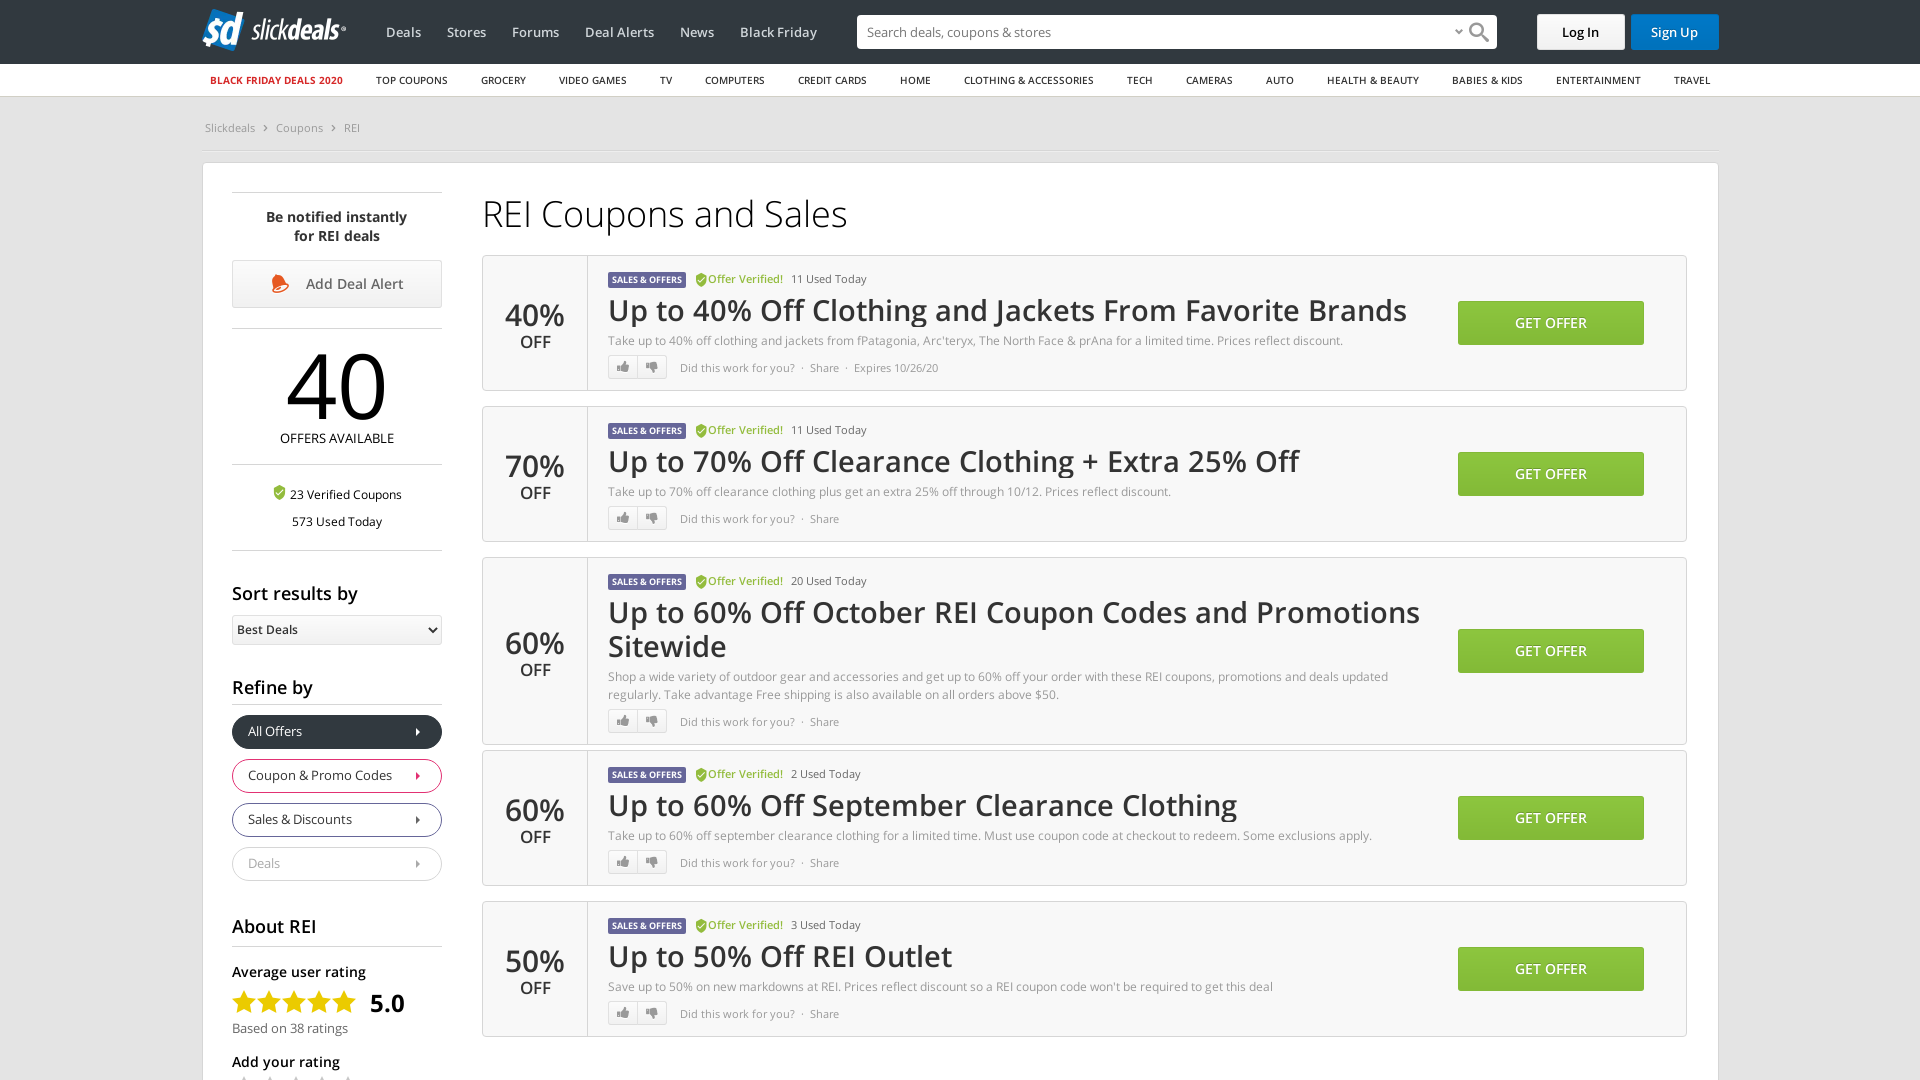 slickdeals
Deals
Stores
Forums
Deal Alerts
News
Black Friday
Search deals, coupons & stores
Log In
Sign Up
BLACK FRIDAY DEALS 2020
TOP COUPONS
GROCERY
VIDEO GAMES
TV
COMPUTERS
CREDIT CARDS
HOME
CLOTHING & ACCESSORIES
TECH
CAMERAS
AUTO
HEALTH & BEAUTY
BABIES & KIDS
ENTERTAINMENT
TRAVEL
Slickdeals > Coupons > REI
Be notified instantly
for REI deals
Add Deal Alert
40
OFFERS AVAILABLE
23 Verified Coupons
573 Used Today
Sort results by
Best Deals
Refine by
All Offers
Coupon & Promo Codes
Sales & Discounts
Deals
About REI
Average user rating
5.0
Based on 38 ratings
Add your rating
REI Coupons and Sales
40%
OFF
SALES & OFFERS Offer Verified! 11 Used Today
Up to 40% Off Clothing and Jackets From Favorite Brands
Take up to 40% off clothing and jackets from fPatagonia, Arc'teryx, The North Face & prAna for a limited time. Prices reflect discount.
Did this work for you? · Share · Expires 10/26/20
GET OFFER
70%
OFF
SALES & OFFERS Offer Verified! 11 Used Today
Up to 70% Off Clearance Clothing + Extra 25% Off
Take up to 70% off clearance clothing plus get an extra 25% off through 10/12. Prices reflect discount.
Did this work for you? · Share
GET OFFER
60%
OFF
SALES & OFFERS Offer Verified! 20 Used Today
Up to 60% Off October REI Coupon Codes and Promotions
Sitewide
Shop a wide variety of outdoor gear and accessories and get up to 60% off your order with these REI coupons, promotions and deals updated
regularly. Take advantage Free shipping is also available on all orders above $50.
Did this work for you? · Share
GET OFFER
60%
OFF
SALES & OFFERS Offer Verified! 2 Used Today
Up to 60% Off September Clearance Clothing
Take up to 60% off september clearance clothing for a limited time. Must use coupon code at checkout to redeem. Some exclusions apply.
Did this work for you? · Share
GET OFFER
50%
OFF
SALES & OFFERS Offer Verified! 3 Used Today
Up to 50% Off REI Outlet
Save up to 50% on new markdowns at REI. Prices reflect discount so a REI coupon code won't be required to get this deal
Did this work for you? · Share
GET OFFER